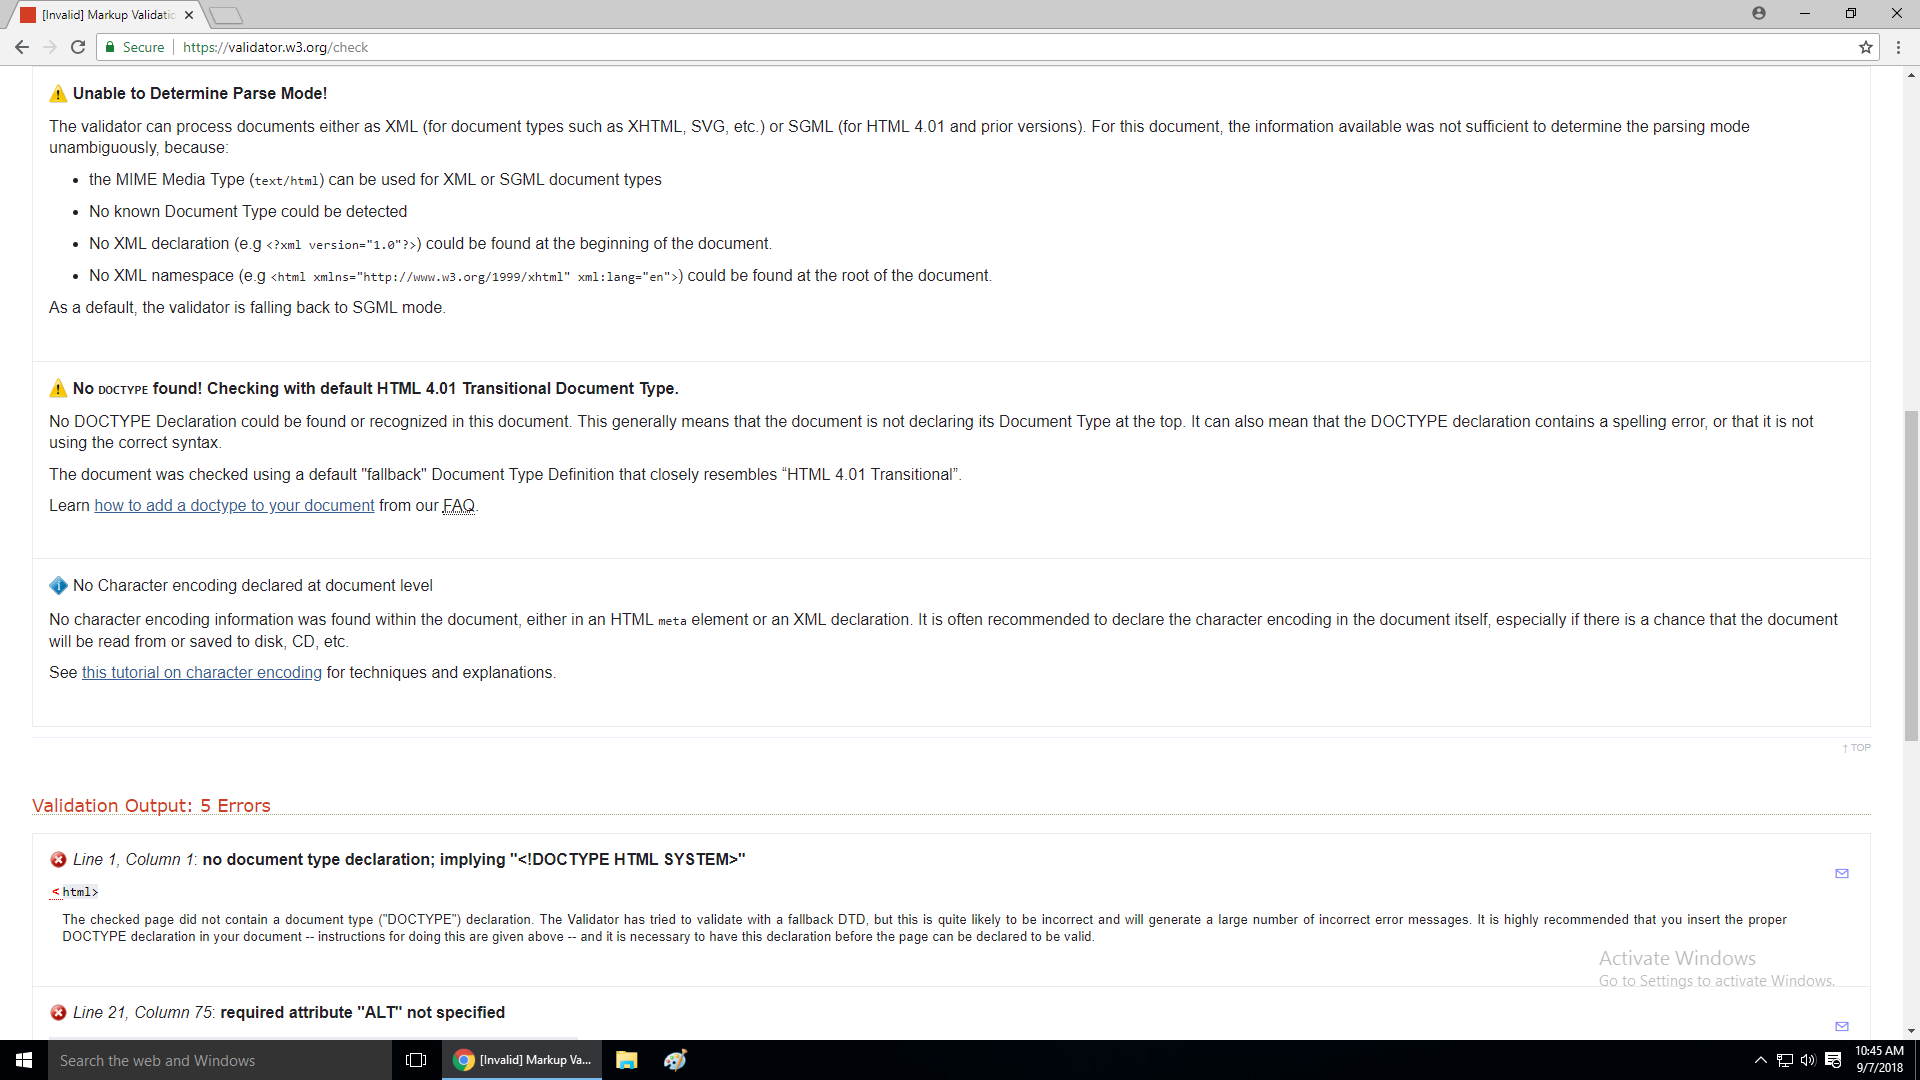 [Invalid] Markup Validatio
Secure
https://validator.w3.org/check
Unable to Determine Parse Mode!
The validator can process documents either as XML (for document types such as XHTML, SVG, etc.) or SGML (for HTML 4.01 and prior versions). For this document, the information available was not sufficient to determine the parsing mode
unambiguously, because:
• the MIME Media Type (text/html) can be used for XML or SGML document types
• No known Document Type could be detected
• No XML declaration (e.g <?xml version="1.0"?>) could be found at the beginning of the document.
• No XML namespace (e.g <html xmlns="http://www.w3.org/1999/xhtml" xml:lang="en">) could be found at the root of the document.
As a default, the validator is falling back to SGML mode.
No DOCTYPE found! Checking with default HTML 4.01 Transitional Document Type.
No DOCTYPE Declaration could be found or recognized in this document. This generally means that the document is not declaring its Document Type at the top. It can also mean that the DOCTYPE declaration contains a spelling error, or that it is not
using the correct syntax.
The document was checked using a default "fallback" Document Type Definition that closely resembles “HTML 4.01 Transitional”.
Learn how to add a doctype to your document from our FAQ.
No Character encoding declared at document level
No character encoding information was found within the document, either in an HTML meta element or an XML declaration. It is often recommended to declare the character encoding in the document itself, especially if there is a chance that the document
will be read from or saved to disk, CD, etc.
See this tutorial on character encoding for techniques and explanations.
↑ TOP
Validation Output: 5 Errors
Line 1, Column 1: no document type declaration; implying "<!DOCTYPE HTML SYSTEM>"
<html>
The checked page did not contain a document type ("DOCTYPE") declaration. The Validator has tried to validate with a fallback DTD, but this is quite likely to be incorrect and will generate a large number of incorrect error messages. It is highly recommended that you insert the proper
DOCTYPE declaration in your document -- instructions for doing this are given above -- and it is necessary to have this declaration before the page can be declared to be valid.
Activate Windows
Go to Settings to activate Windows.
Line 21, Column 75: required attribute "ALT" not specified
Search the web and Windows
[Invalid] Markup Va...
10:45 AM
9/7/2018